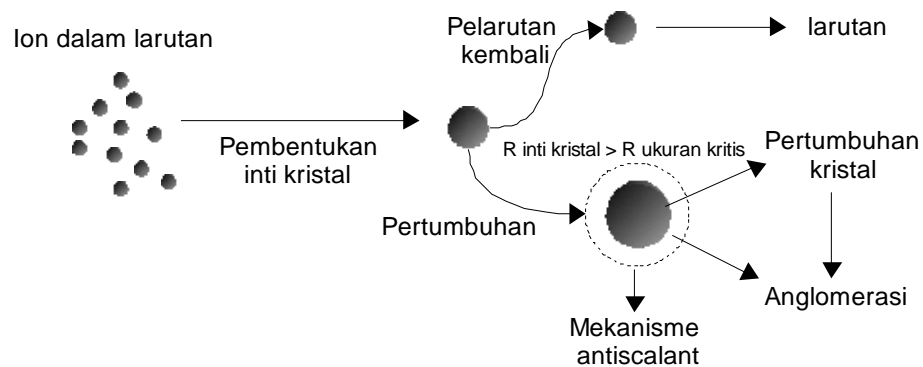 Ion dalam larutan
Pembentukan
inti kristal
Pelarutan
kembali
larutan
R inti kristal > R ukuran kritis
Pertumbuhan
Pertumbuhan
kristal
Anglomerasi
Mekanisme
antiscalant